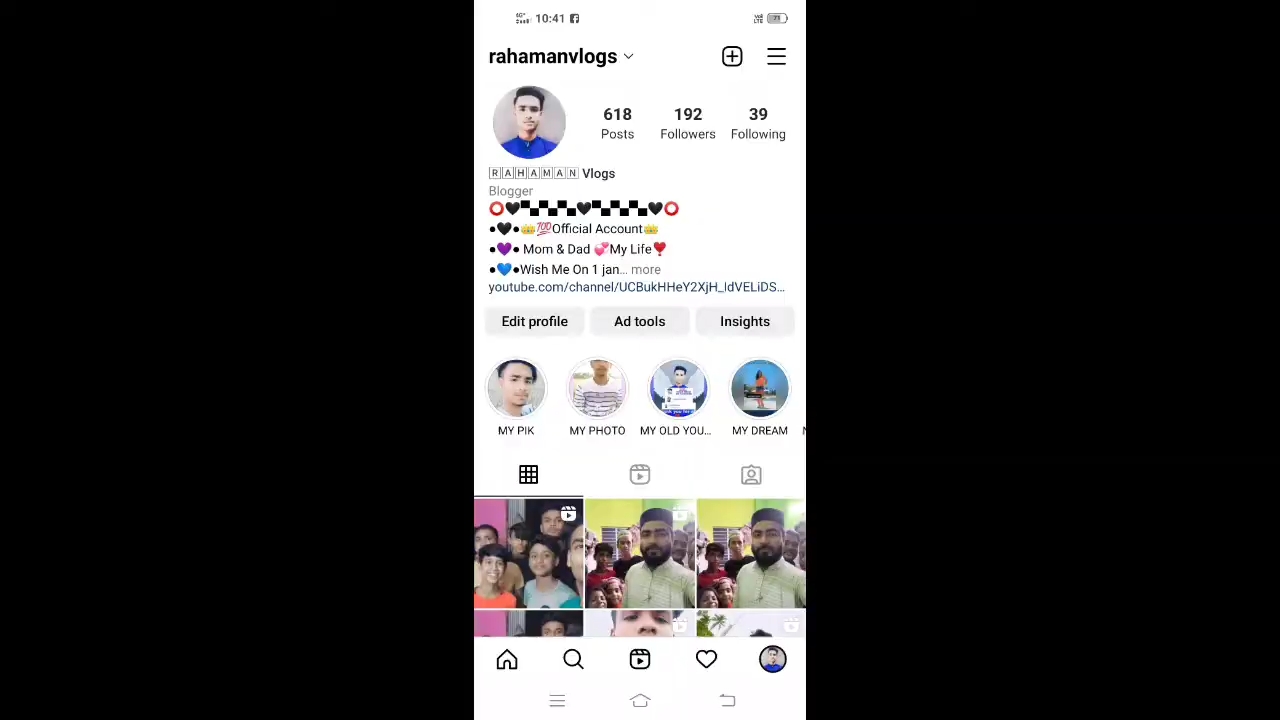 10:41
rahamanvlogs
618
192
39
Posts
Followers
Following
🅁🄰🄷🄰🄼🄰🄽 Vlogs
Blogger
⭕🖤▀▄▀▄▀▄🖤▀▄▀▄▀▄🖤⭕
●🖤●👑💯Official Account👑
●💜● Mom & Dad 💞My Life❣️
●💙●Wish Me On 1 jan... more
youtube.com/channel/UCBukHHeY2XjH_IdVELiDS...
Edit profile
Ad tools
Insights
MY PIK
MY PHOTO
MY OLD YOU...
MY DREAM